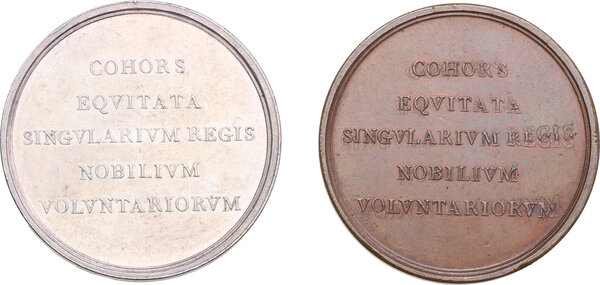 COHORS
EQVITATA
SINGVLARIVM REGIS
NOBILIVM
VOLVNTARIORVM
COHORS
EQVITATA
SINGVLARIVM REGIS
NOBILIVM
VOLVNTARIORVM